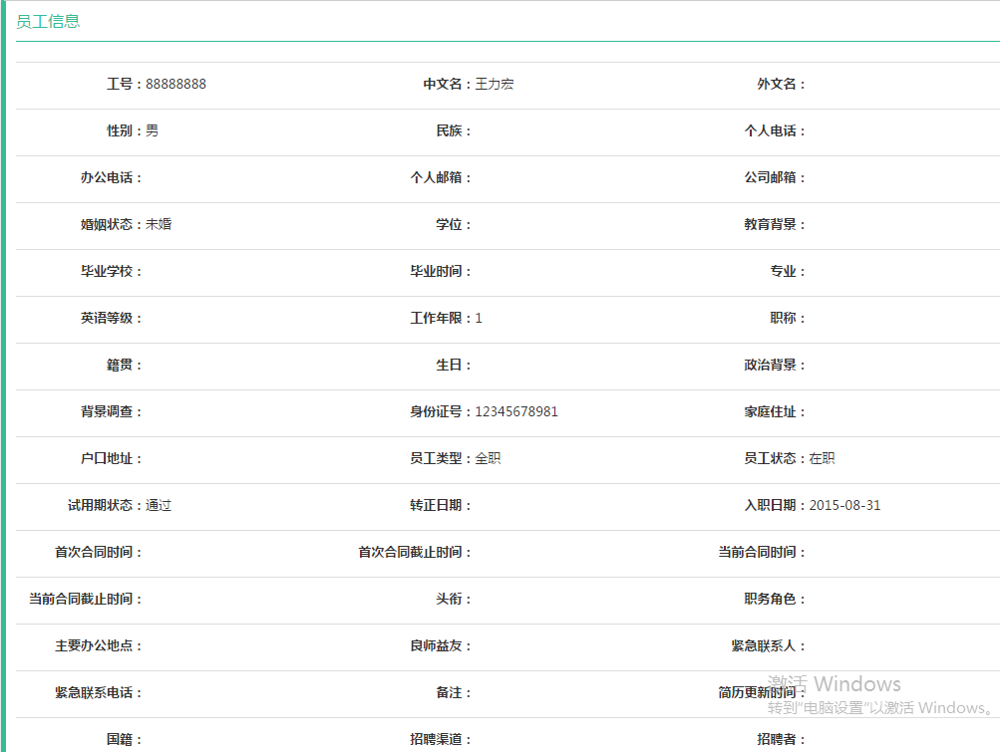 员工信息
工号：88888888 中文名：王力宏 外文名：
性别：男 民族： 个人电话：
办公电话： 个人邮箱： 公司邮箱：
婚姻状态：未婚 学位： 教育背景：
毕业学校： 毕业时间： 专业：
英语等级： 工作年限：1 职称：
籍贯： 生日： 政治背景：
背景调查： 身份证号：12345678981 家庭住址：
户口地址： 员工类型：全职 员工状态：在职
试用期状态：通过 转正日期： 入职日期：2015-08-31
首次合同时间： 首次合同截止时间： 当前合同时间：
当前合同截止时间： 头衔： 职务角色：
主要办公地点： 良师益友： 紧急联系人：
紧急联系电话： 备注： 简历更新时间：
激活 Windows
转到“电脑设置”以激活 Windows。
国籍： 招聘渠道： 招聘者：